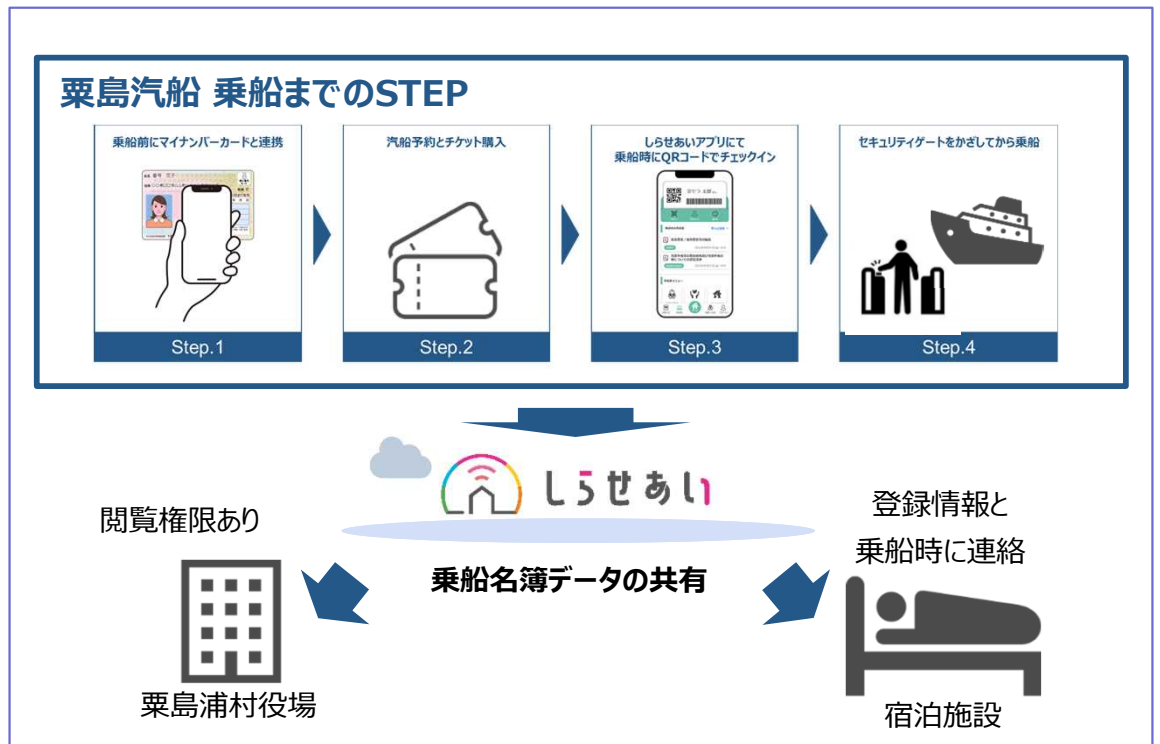 粟島汽船 乗船までのSTEP
乗船前にマイナンバーカードと連携
Step.1
汽船予約とチケット購入
Step.2
しらせあいアプリにて
乗船時にQRコードでチェックイン
Step.3
セキュリティゲートをかざしてから乗船
Step.4
しらせあい
乗船名簿データの共有
閲覧権限あり
粟島浦村役場
登録情報と
乗船時に連絡
宿泊施設